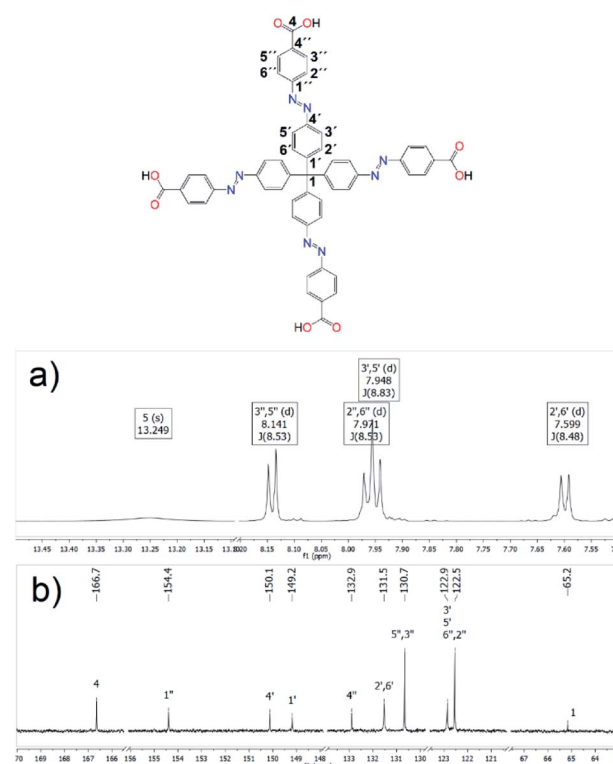 4
O OH
4´´
5´´ 3´´
6´´ 2´´
1´´
N
N
4´
5´ 3´
6´ 2´
1´
1
HO O
N N
N N
O OH
N
N
HO O
a)
5 (s)
13.249
3'',5'' (d)
8.141
J(8.53)
3',5' (d)
7.948
J(8.83)
2'',6'' (d)
7.971
J(8.53)
2',6' (d)
7.599
J(8.48)
13.45 13.40 13.35 13.30 13.25 13.20 13.15 13.10 8.20 8.15 8.10 8.05 8.00 7.95 7.90 7.85 7.80 7.75 7.70 7.65 7.60 7.55
f1 (ppm)
b)
166.7 154.4 150.1 149.2 132.9 131.5 130.7 122.9 122.5 65.2
4 1'' 4' 1' 4'' 2',6' 5'',3''
3'
5'
6'',2''
1
168 167 166 156 155 154 153 152 151 150 149 148 134 133 132 131 130 123 122 121 67 66 65 64